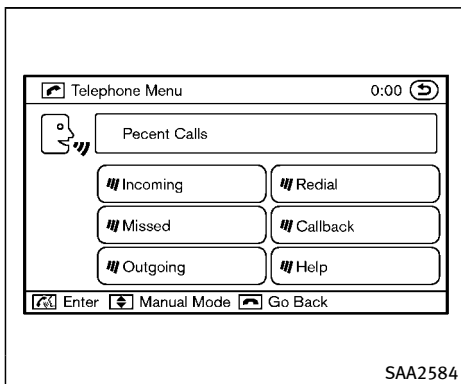 Telephone Menu 0:00
Pecent Calls
Incoming Redial
Missed Callback
Outgoing Help
Enter Manual Mode Go Back
SAA2584